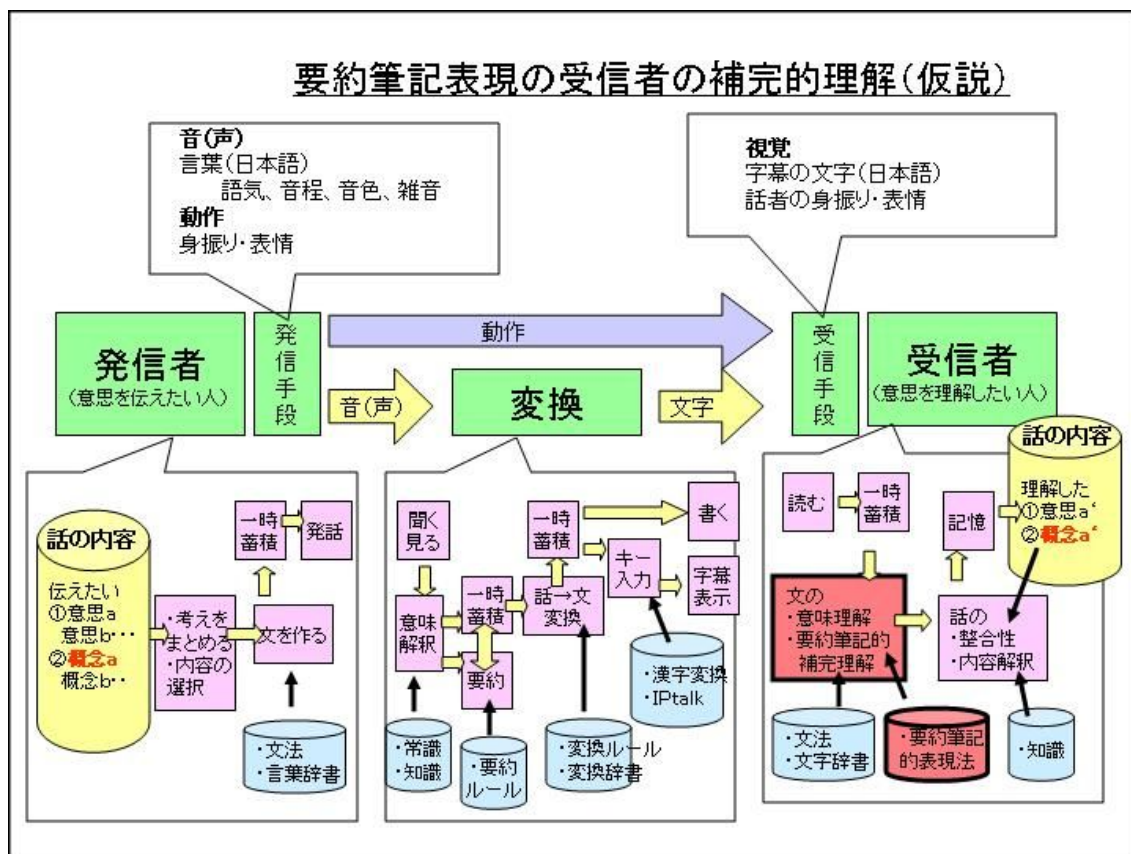 要約筆記表現の受信者の補完的理解(仮説)
音(声)
言葉(日本語)
語気、音程、音色、雑音
動作
身振り・表情
視覚
字幕の文字(日本語)
話者の身振り・表情
発信者
(意思を伝えたい人)
発
信
手
段
動作
音(声)
変換
文字
受
信
手
段
受信者
(意思を理解したい人)
話の内容
伝えたい
①意思a
意思b・・・
②概念a
概念b・・
・考えを
まとめる
・内容の
選択
文を作る
一時
蓄積
発話
・文法
・言葉辞書
聞く
見る
意味
解釈
一時
蓄積
要約
話→文
変換
一時
蓄積
書く
キー
入力
字幕
表示
・常識
・知識
・要約
ルール
・変換ルール
・変換辞書
・漢字変換
・IPtalk
読む
一時
蓄積
文の
・意味理解
・要約筆記的
補完理解
記憶
話の
・整合性
・内容解釈
話の内容
理解した
①意思a‘
②概念a‘
・文法
・文字辞書
・要約筆記
的表現法
・知識